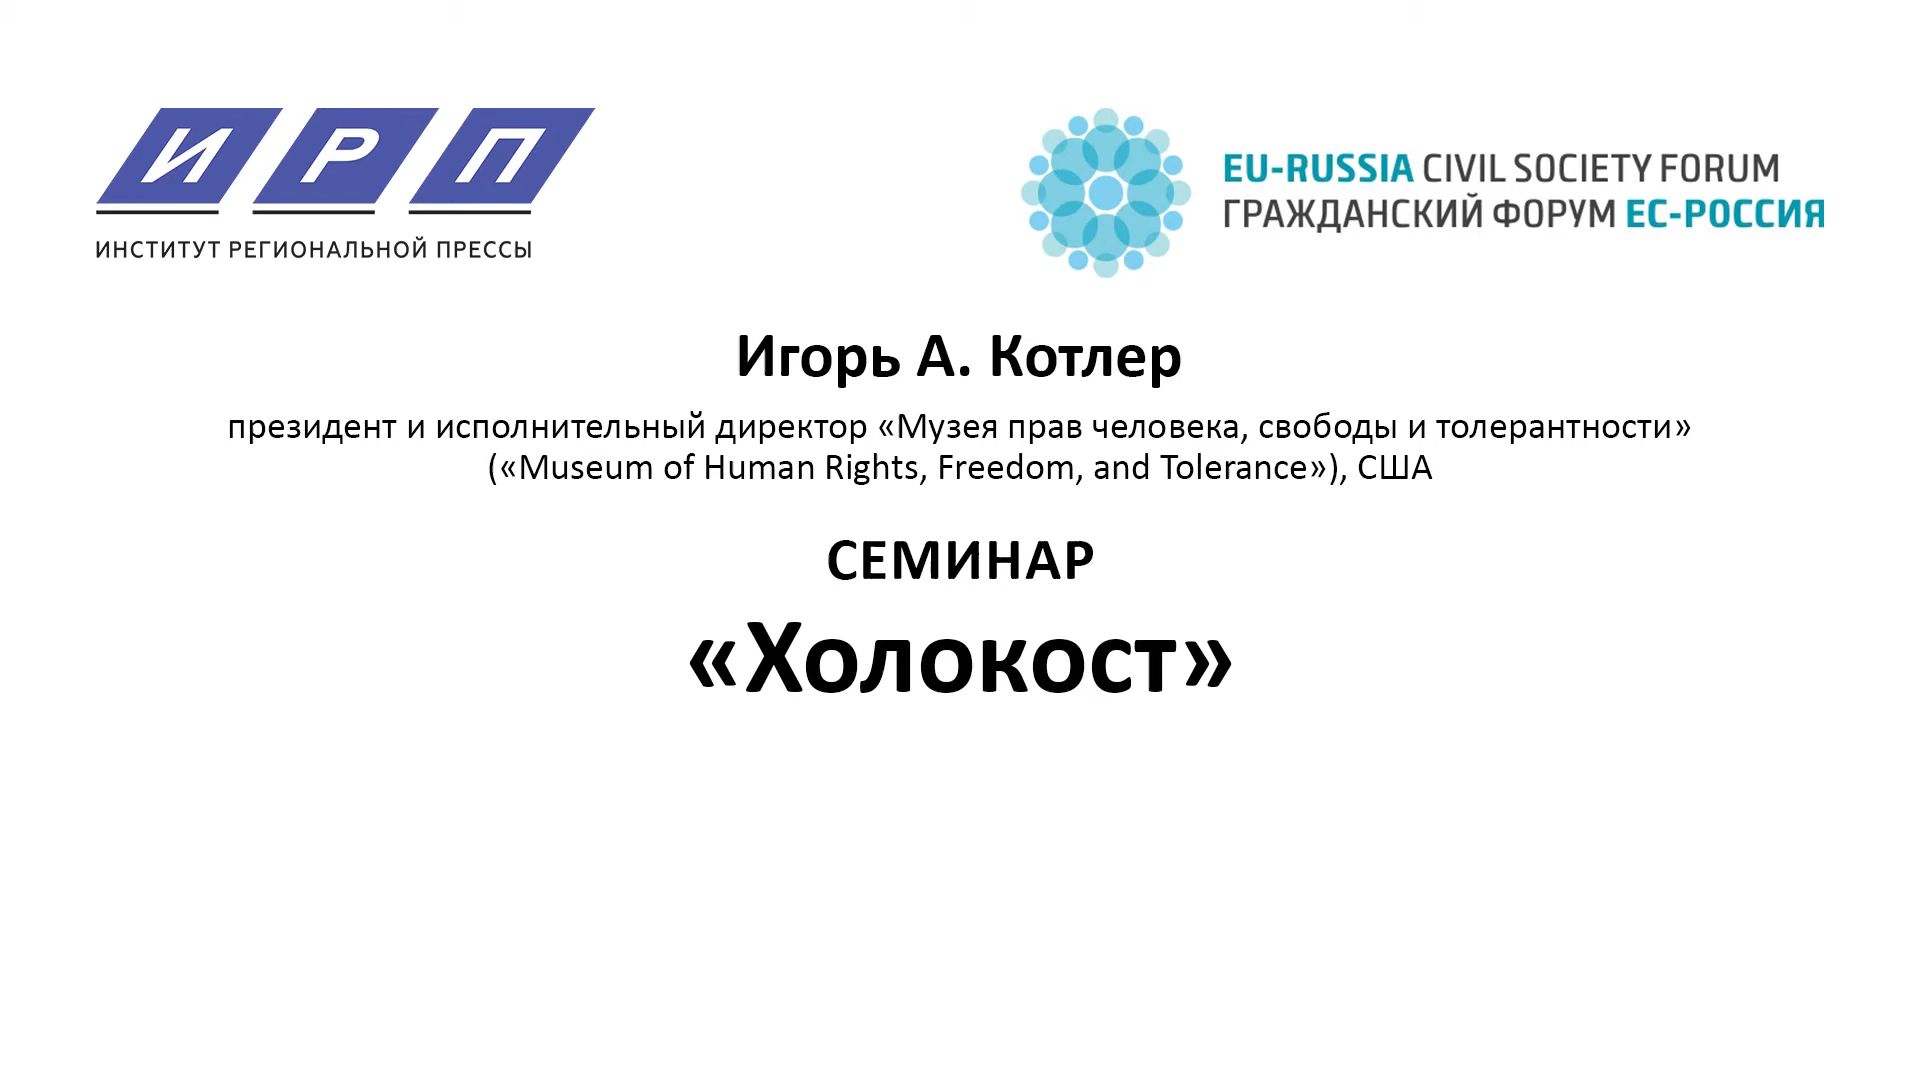 ИРП
ИНСТИТУТ РЕГИОНАЛЬНОЙ ПРЕССЫ
EU-RUSSIA CIVIL SOCIETY FORUM
ГРАЖДАНСКИЙ ФОРУМ ЕС-РОССИЯ
Игорь А. Котлер
президент и исполнительный директор «Музея прав человека, свободы и толерантности»
(«Museum of Human Rights, Freedom, and Tolerance»), США
СЕМИНАР
«Холокост»